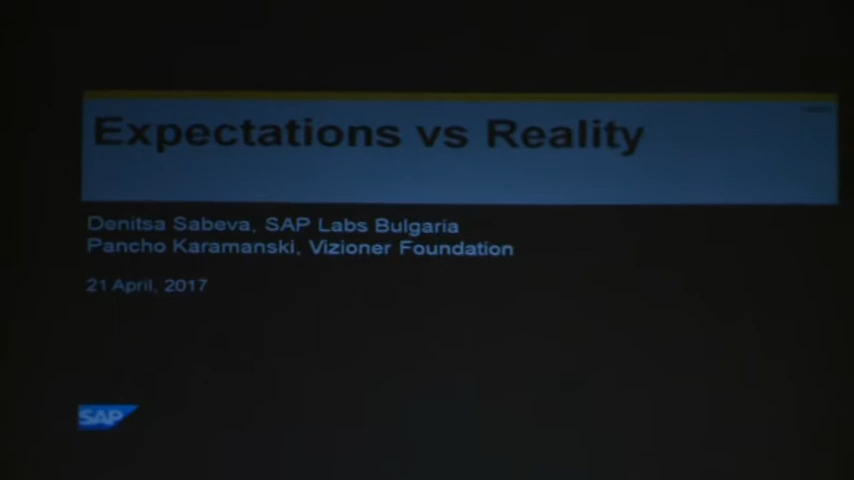 Expectations vs Reality
Denitsa Sabeva, SAP Labs Bulgaria
Pancho Karamanski, Vizioner Foundation
21 April, 2017
SAP